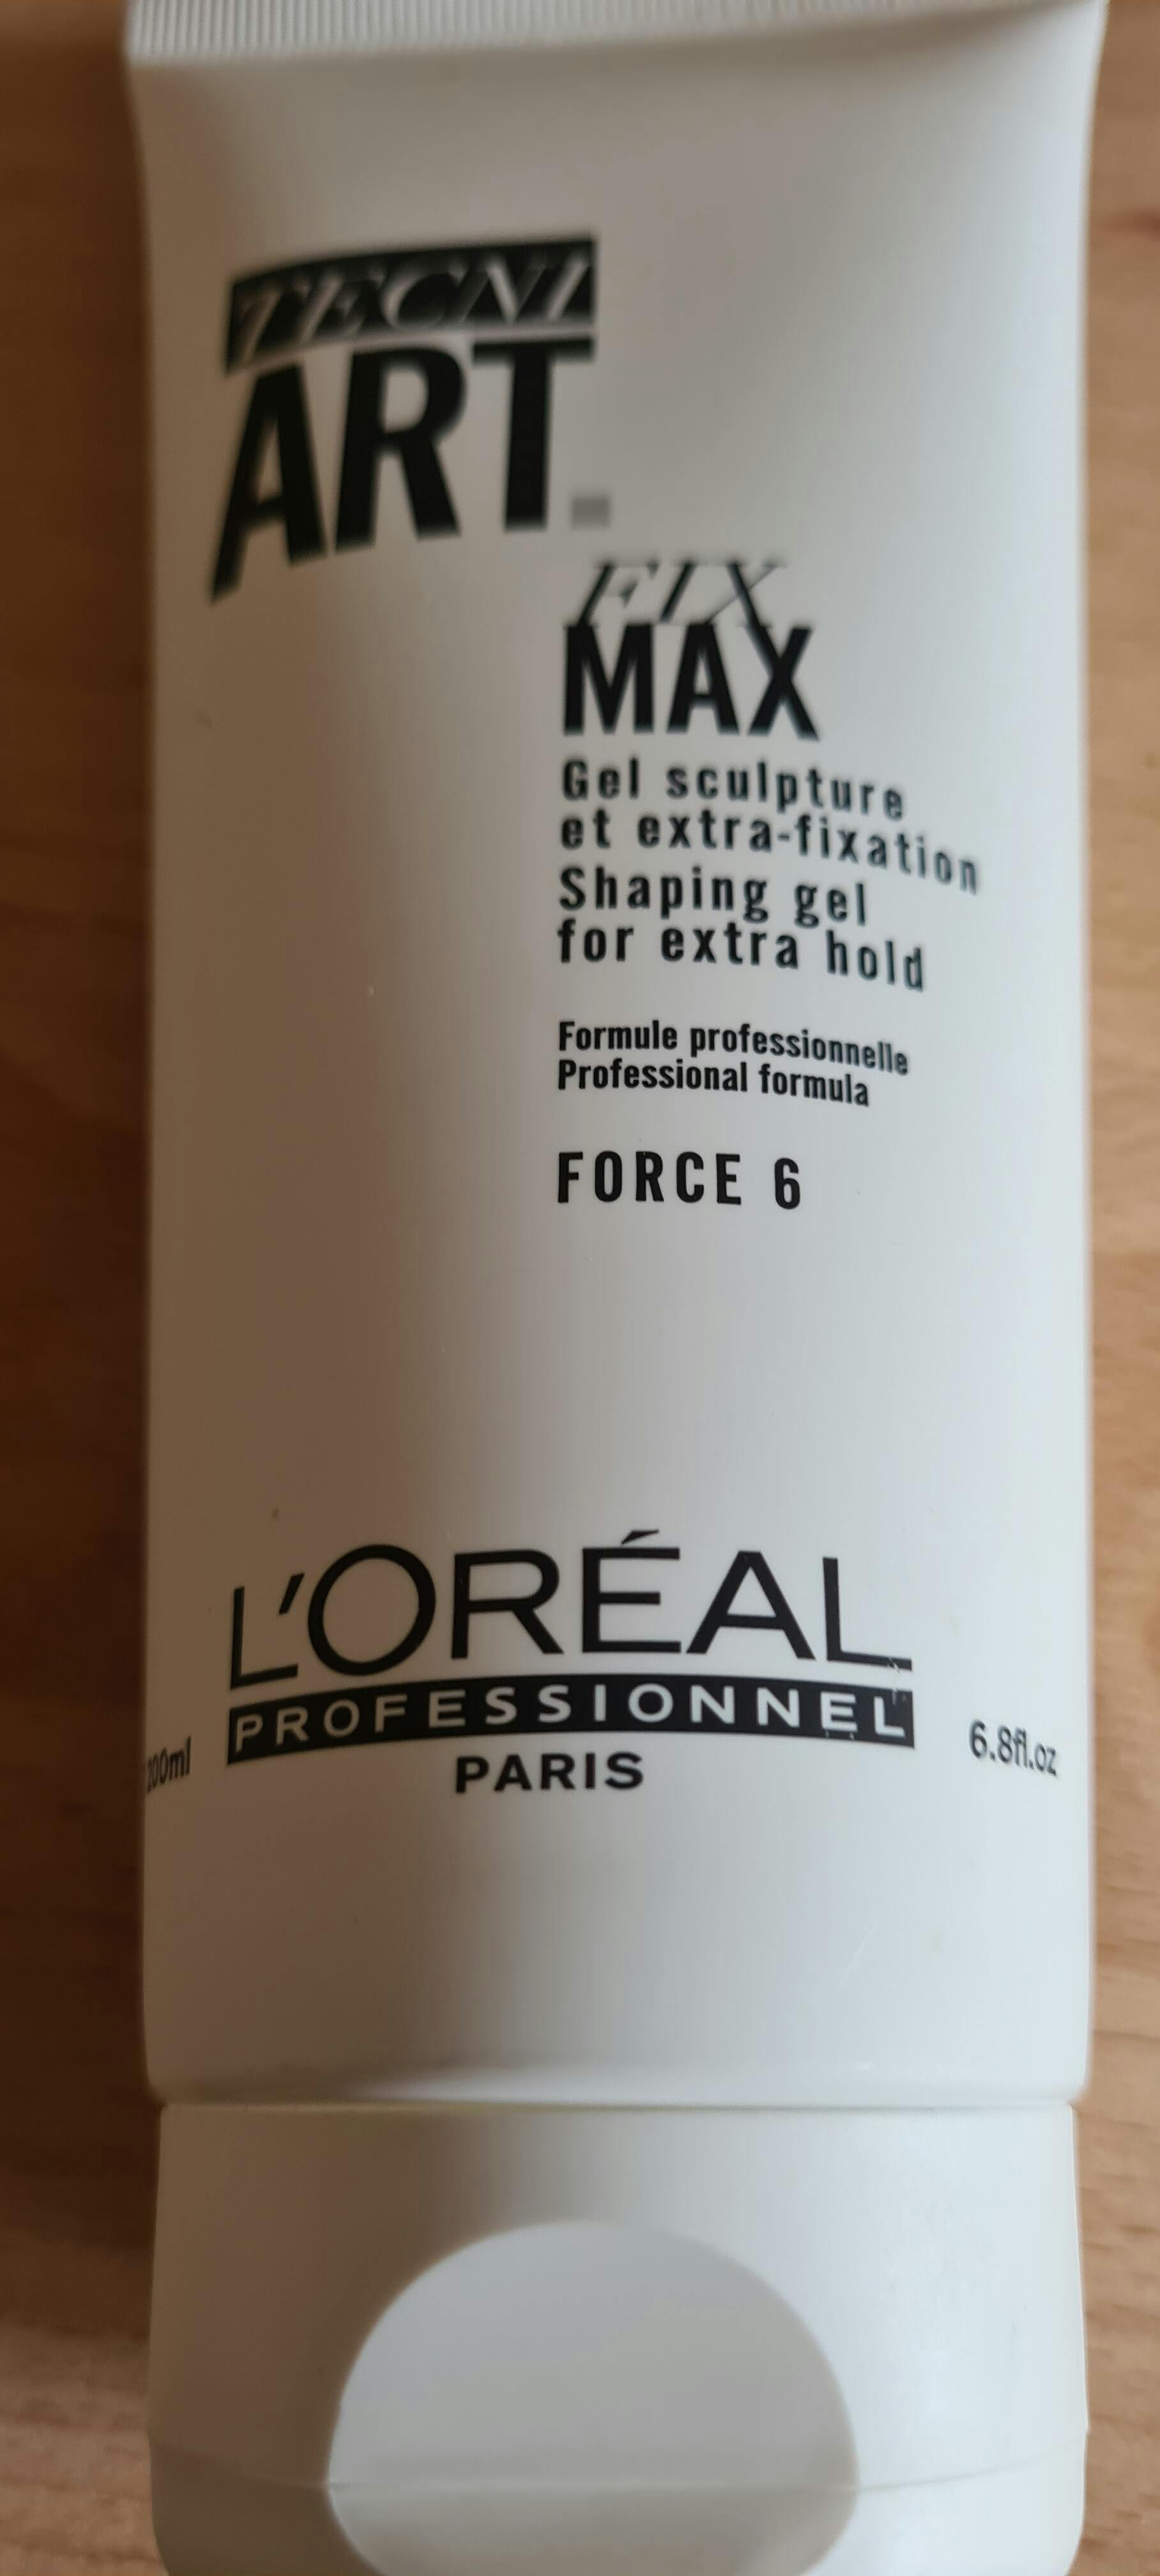 TECNI
ART.
FIX
MAX
Gel sculpture
et extra-fixation
Shaping gel
for extra hold
Formule professionnelle
Professional formula
FORCE 6
L'ORÉAL
PROFESSIONNEL
PARIS
200ml
6.8fl.oz